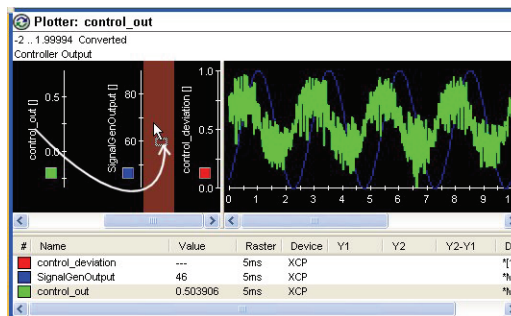 Plotter: control_out
-2 .. 1.99994 Converted
Controller Output
control_out []
0.5
0.0
SignalGenOutput []
80
60
control_deviation []
1.0
0.5
0.0
0 1 2 3 4 5 6 7 8 9 10
# Name Value Raster Device Y1 Y2 Y2-Y1 D
control_deviation --- 5ms XCP
SignalGenOutput 46 5ms XCP
control_out 0.503906 5ms XCP